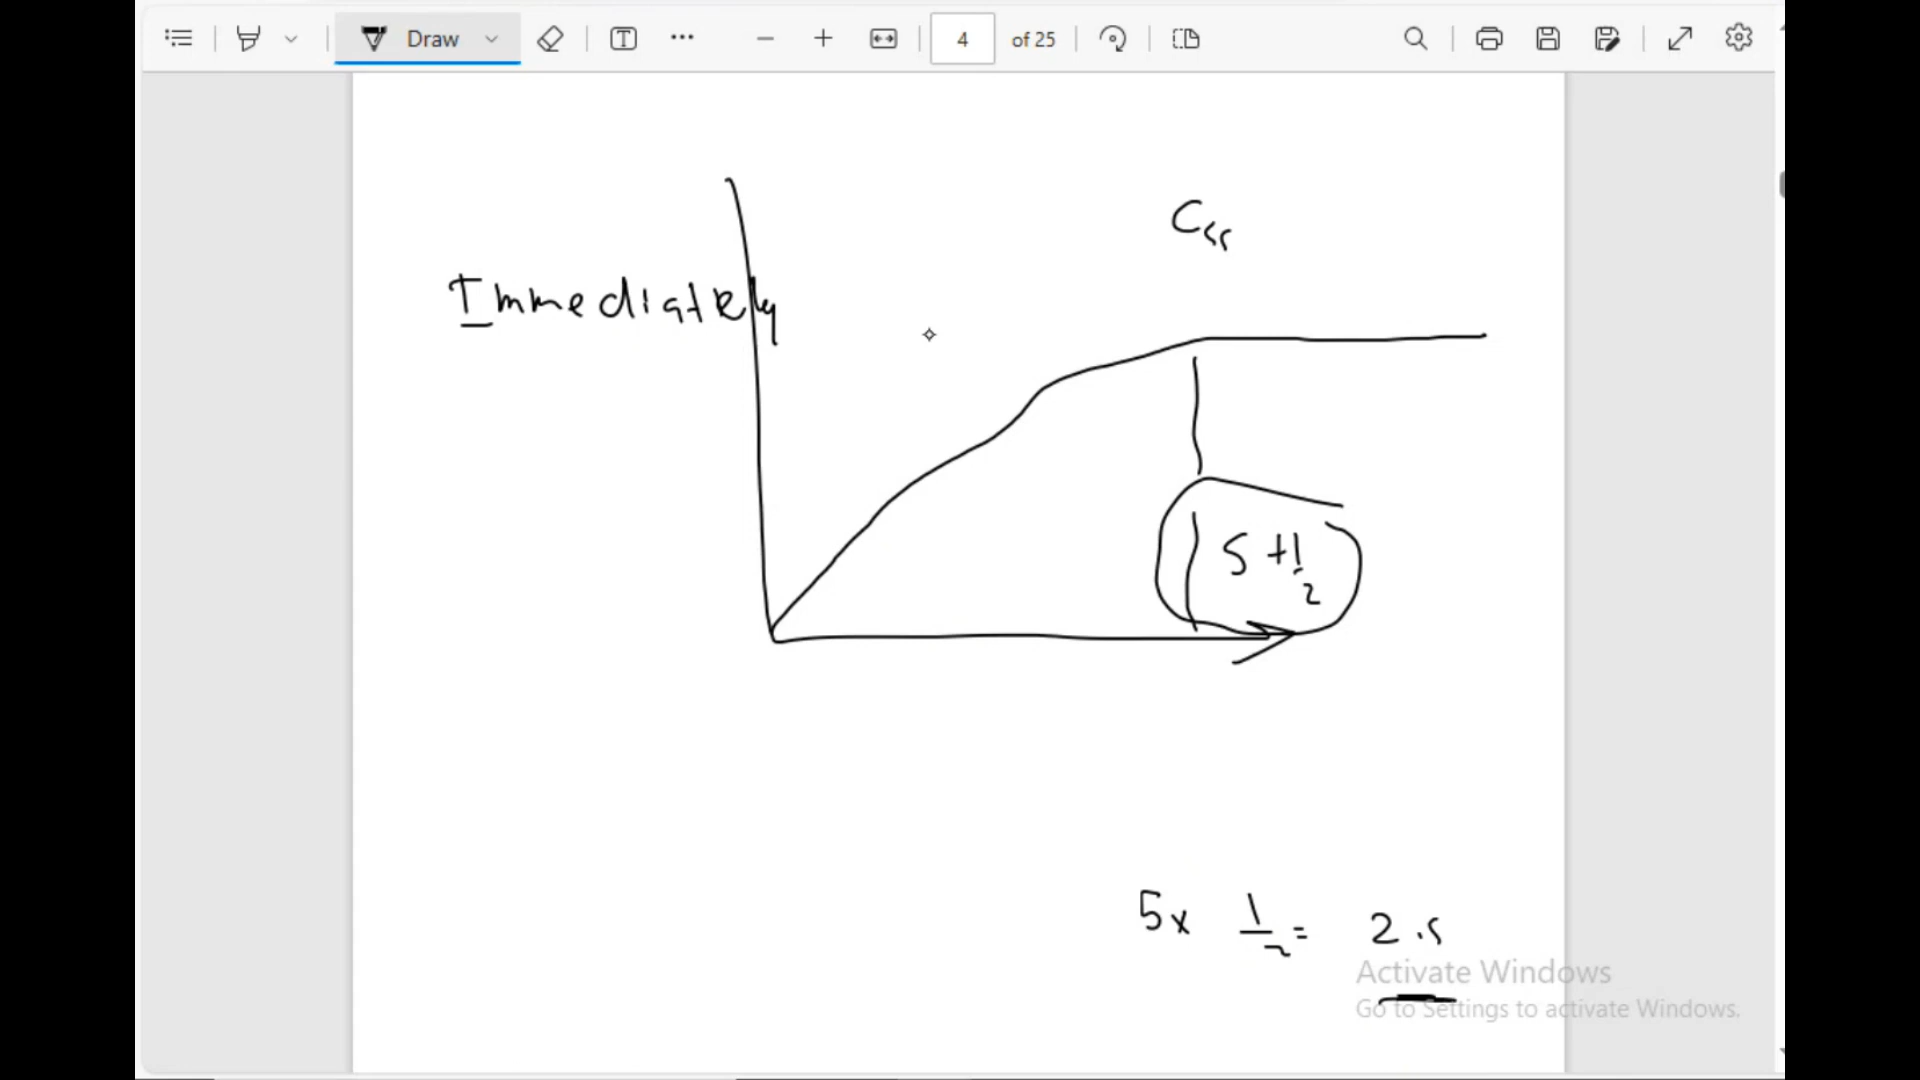 Draw
4 of 25
Css
Immediately
5 t1/2
5x 1/2 = 2.5
Activate Windows
Go to Settings to activate Windows.